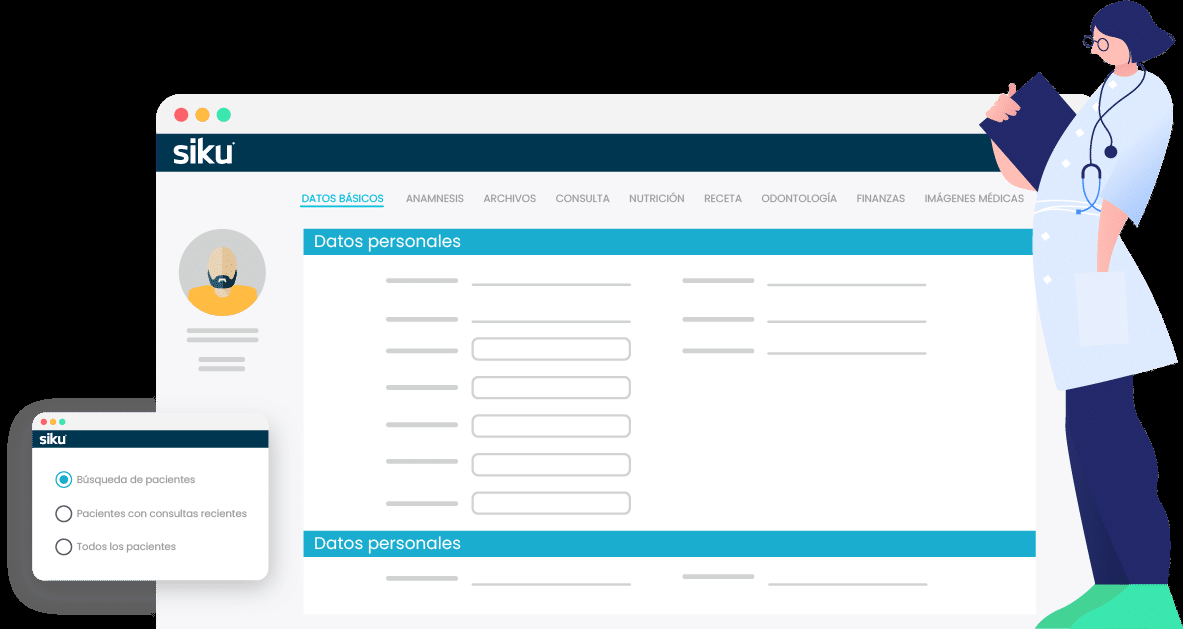 siku
DATOS BÁSICOS ANAMNESIS ARCHIVOS CONSULTA NUTRICIÓN RECETA ODONTOLOGÍA FINANZAS IMÁGENES MÉDICAS
Datos personales
siku
Búsqueda de pacientes
Pacientes con consultas recientes
Todos los pacientes
Datos personales